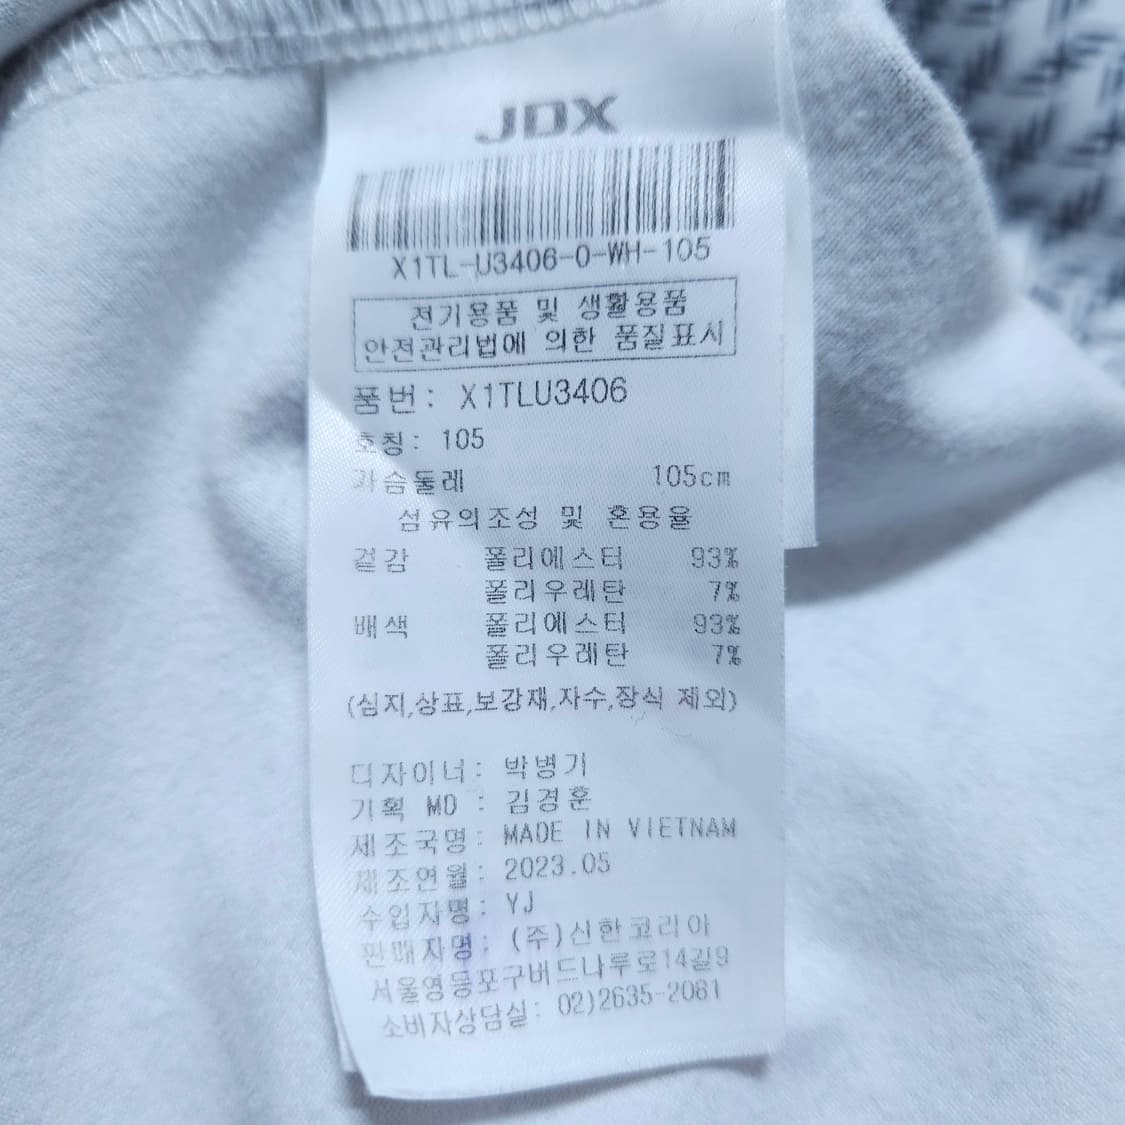 JDX
X1TL-U3406-0-WH-105
전기용품 및 생활용품
안전관리법에 의한 품질표시
품번: X1TLU3406
호칭: 105
가슴둘레 105cm
섬유의조성 및 혼용율
겉감 폴리에스터 93%
폴리우레탄 7%
배색 폴리에스터 93%
폴리우레탄 7%
(심지,상표,보강재,자수,장식 제외)
디자이너: 박병기
기획 MD : 김경훈
제조국명: MADE IN VIETNAM
제조연월: 2023.05
수입자명: YJ
판매자명: (주)신한코리아
서울영등포구버드나루로14길9
소비자상담실: 02)2635-2081